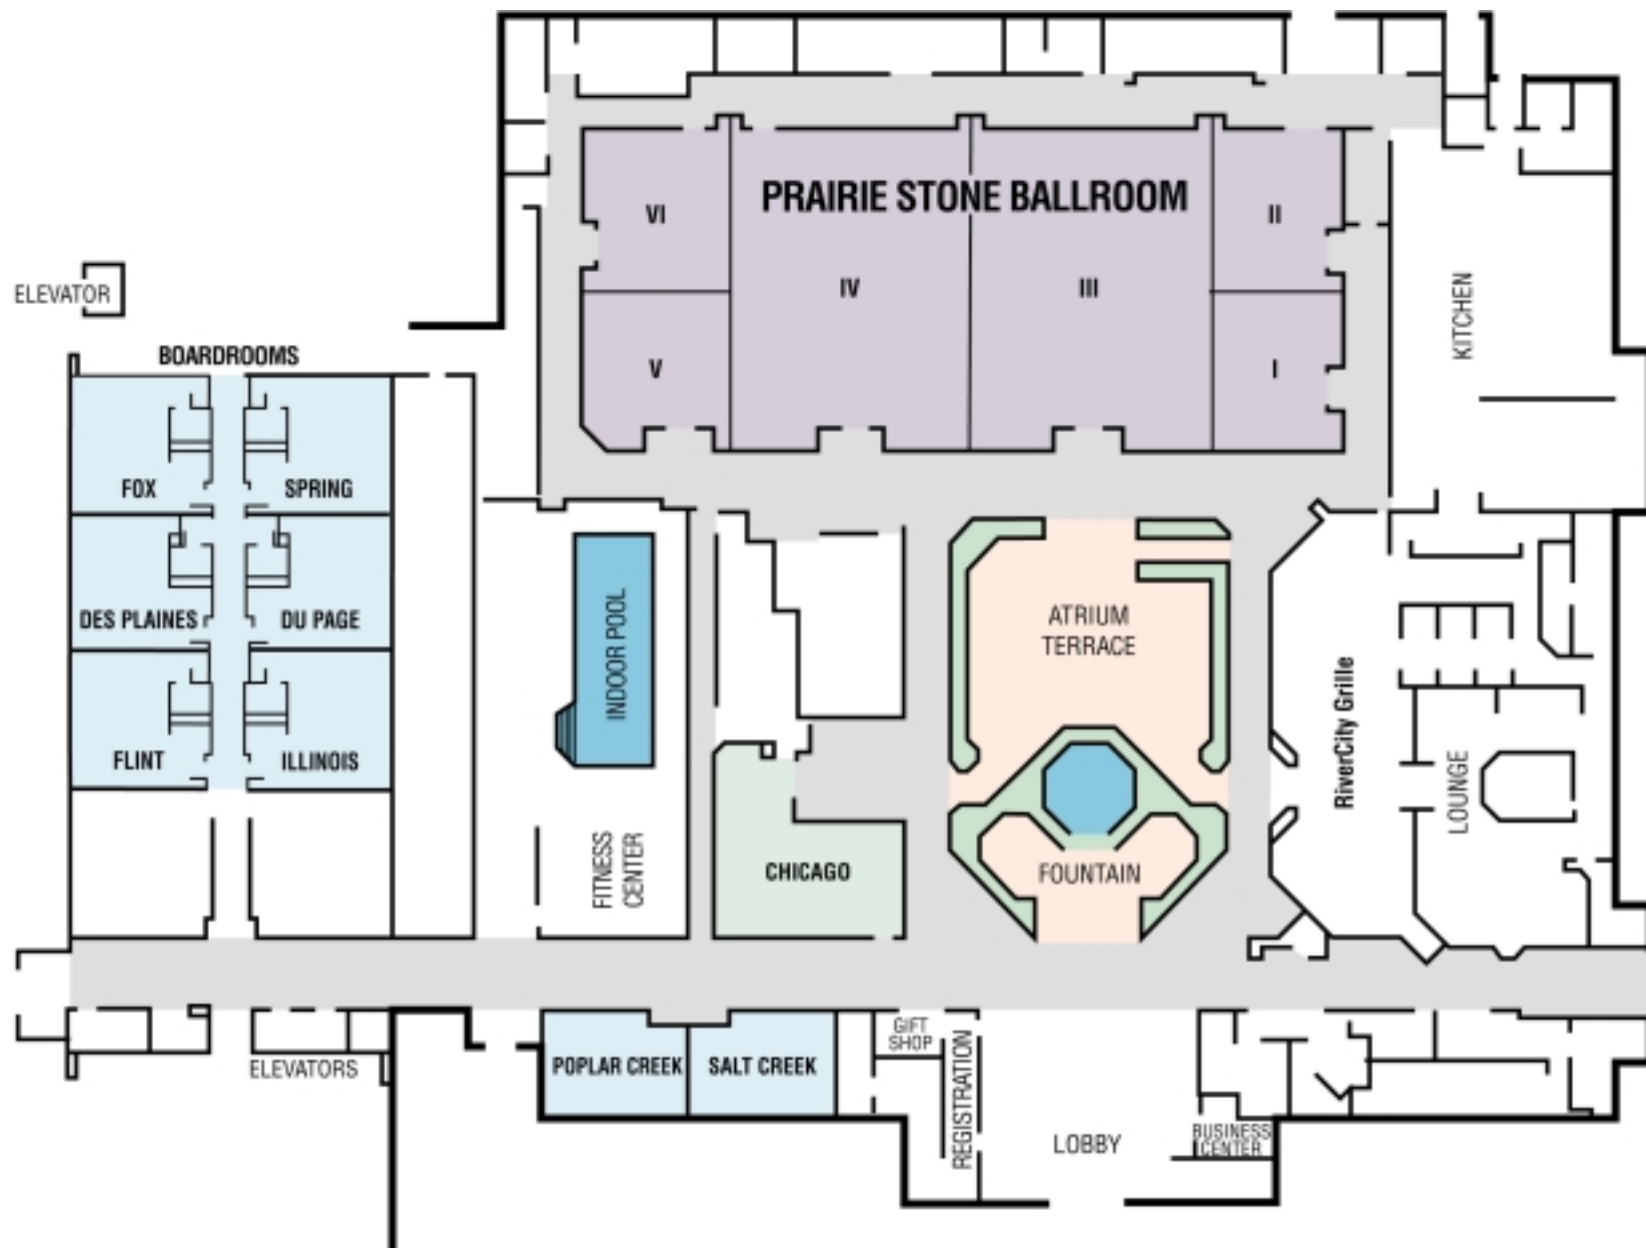 PRAIRIE STONE BALLROOM
VI
II
IV
III
V
I
KITCHEN
ELEVATOR
BOARDROOMS
FOX
SPRING
DES PLAINES
DU PAGE
FLINT
ILLINOIS
INDOOR POOL
FITNESS
CENTER
CHICAGO
ATRIUM
TERRACE
FOUNTAIN
RiverCity Grille
LOUNGE
ELEVATORS
POPLAR CREEK
SALT CREEK
GIFT
SHOP
REGISTRATION
LOBBY
BUSINESS
CENTER